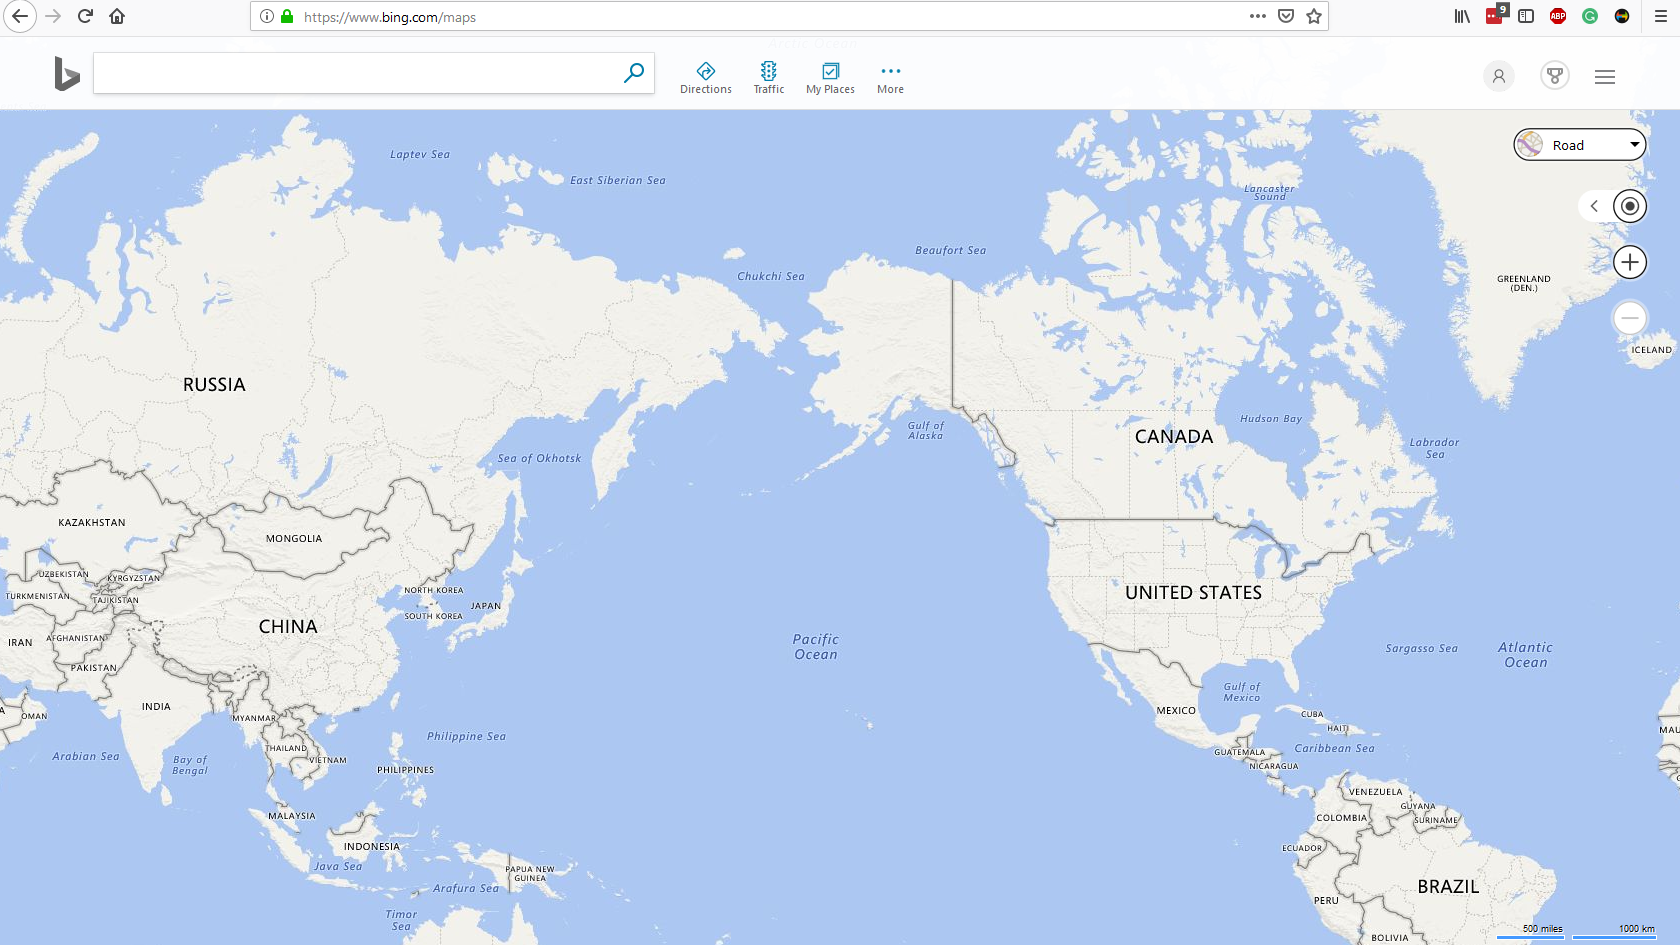 https://www.bing.com/maps
9
ABP
Directions
Traffic
My Places
More
Arctic Ocean
Road
Laptev Sea
East Siberian Sea
Lancaster
Sound
Beaufort Sea
Chukchi Sea
GREENLAND
(DEN.)
ICELAND
RUSSIA
Hudson Bay
Gulf of
Alaska
CANADA
Labrador
Sea
Sea of Okhotsk
KAZAKHSTAN
MONGOLIA
UZBEKISTAN
KYRGYZSTAN
NORTH KOREA
TURKMENISTAN
TAJIKISTAN
JAPAN
UNITED STATES
SOUTH KOREA
CHINA
IRAN
AFGHANISTAN
Pacific
Ocean
Sargasso Sea
Atlantic
Ocean
PAKISTAN
Gulf of
Mexico
INDIA
A
OMAN
MYANMAR
MEXICO
CUBA
HAITI
MAU
Philippine Sea
THAILAND
Caribbean Sea
GUATEMALA
Arabian Sea
Bay of
Bengal
VIETNAM
NICARAGUA
PHILIPPINES
VENEZUELA
GUYANA
MALAYSIA
COLOMBIA
SURINAME
INDONESIA
ECUADOR
Java Sea
PAPUA NEW
GUINEA
Arafura Sea
BRAZIL
PERU
Timor
Sea
500 miles
1000 km
BOLIVIA